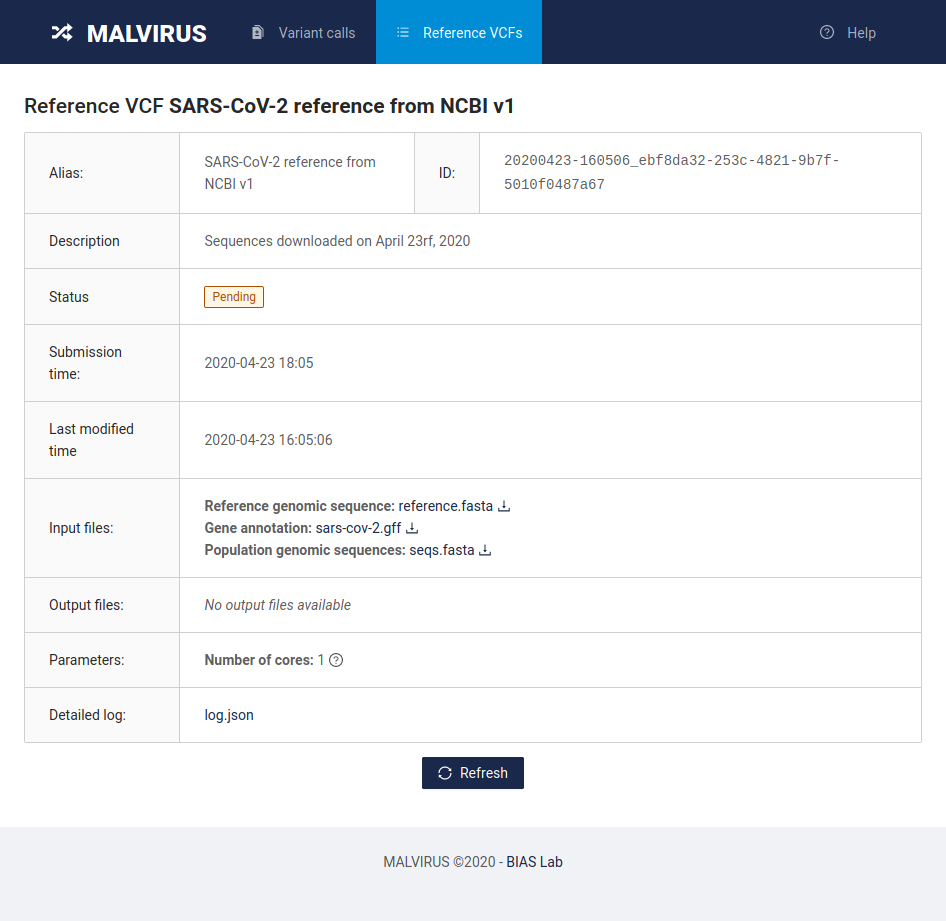 MALVIRUS
Variant calls
Reference VCFs
Help
Reference VCF SARS-CoV-2 reference from NCBI v1
Alias:
SARS-CoV-2 reference from
NCBI v1
ID:
20200423-160506_ebf8da32-253c-4821-9b7f-
5010f0487a67
Description
Sequences downloaded on April 23rf, 2020
Status
Pending
Submission
time:
2020-04-23 18:05
Last modified
time
2020-04-23 16:05:06
Input files:
Reference genomic sequence: reference.fasta
Gene annotation: sars-cov-2.gff
Population genomic sequences: seqs.fasta
Output files:
No output files available
Parameters:
Number of cores: 1
Detailed log:
log.json
Refresh
MALVIRUS ©2020 - BIAS Lab